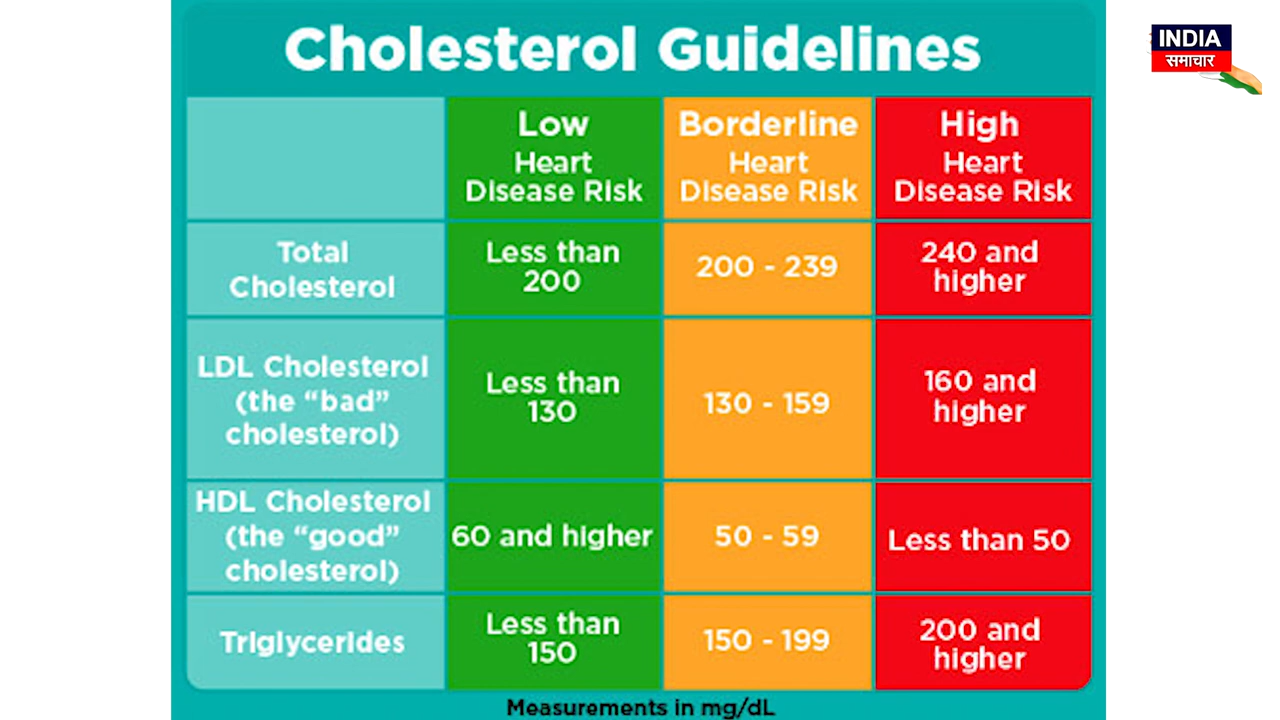 Cholesterol Guidelines
INDIA
समाचार
Low
Heart
Disease Risk
Borderline
Heart
Disease Risk
High
Heart
Disease Risk
Total
Cholesterol
Less than
200
200 - 239
240 and
higher
LDL Cholesterol
(the “bad”
cholesterol)
Less than
130
130 - 159
160 and
higher
HDL Cholesterol
(the “good”
cholesterol)
60 and higher
50 - 59
Less than 50
Triglycerides
Less than
150
150 - 199
200 and
higher
Measurements in mg/dL